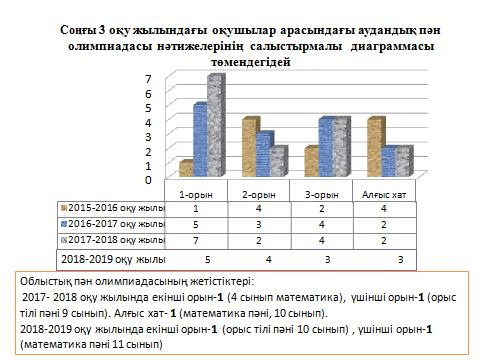 Соңғы 3 оқу жылындағы оқушылар арасындағы аудандық пән
олимпиадасы нәтижелерінің салыстырмалы диаграммасы
төмендегідей
7
6
5
4
3
2
1
0
1-орын 2-орын 3-орын Алғыс хат
2015-2016 оқу жылы 1 4 2 4
2016-2017 оқу жылы 5 3 4 2
2017-2018 оқу жылы 7 2 4 2
2018-2019 оқу жылы 5 4 3 3
Облыстық пән олимпиадасының жетістіктері:
2017- 2018 оқу жылында екінші орын-1 (4 сынып математика), үшінші орын-1 (орыс
тілі пәні 9 сынып). Алғыс хат- 1 (математика пәні, 10 сынып).
2018-2019 оқу жылында екінші орын-1 (орыс тілі пәні 10 сынып) , үшінші орын-1
(математика пәні 11 сынып)